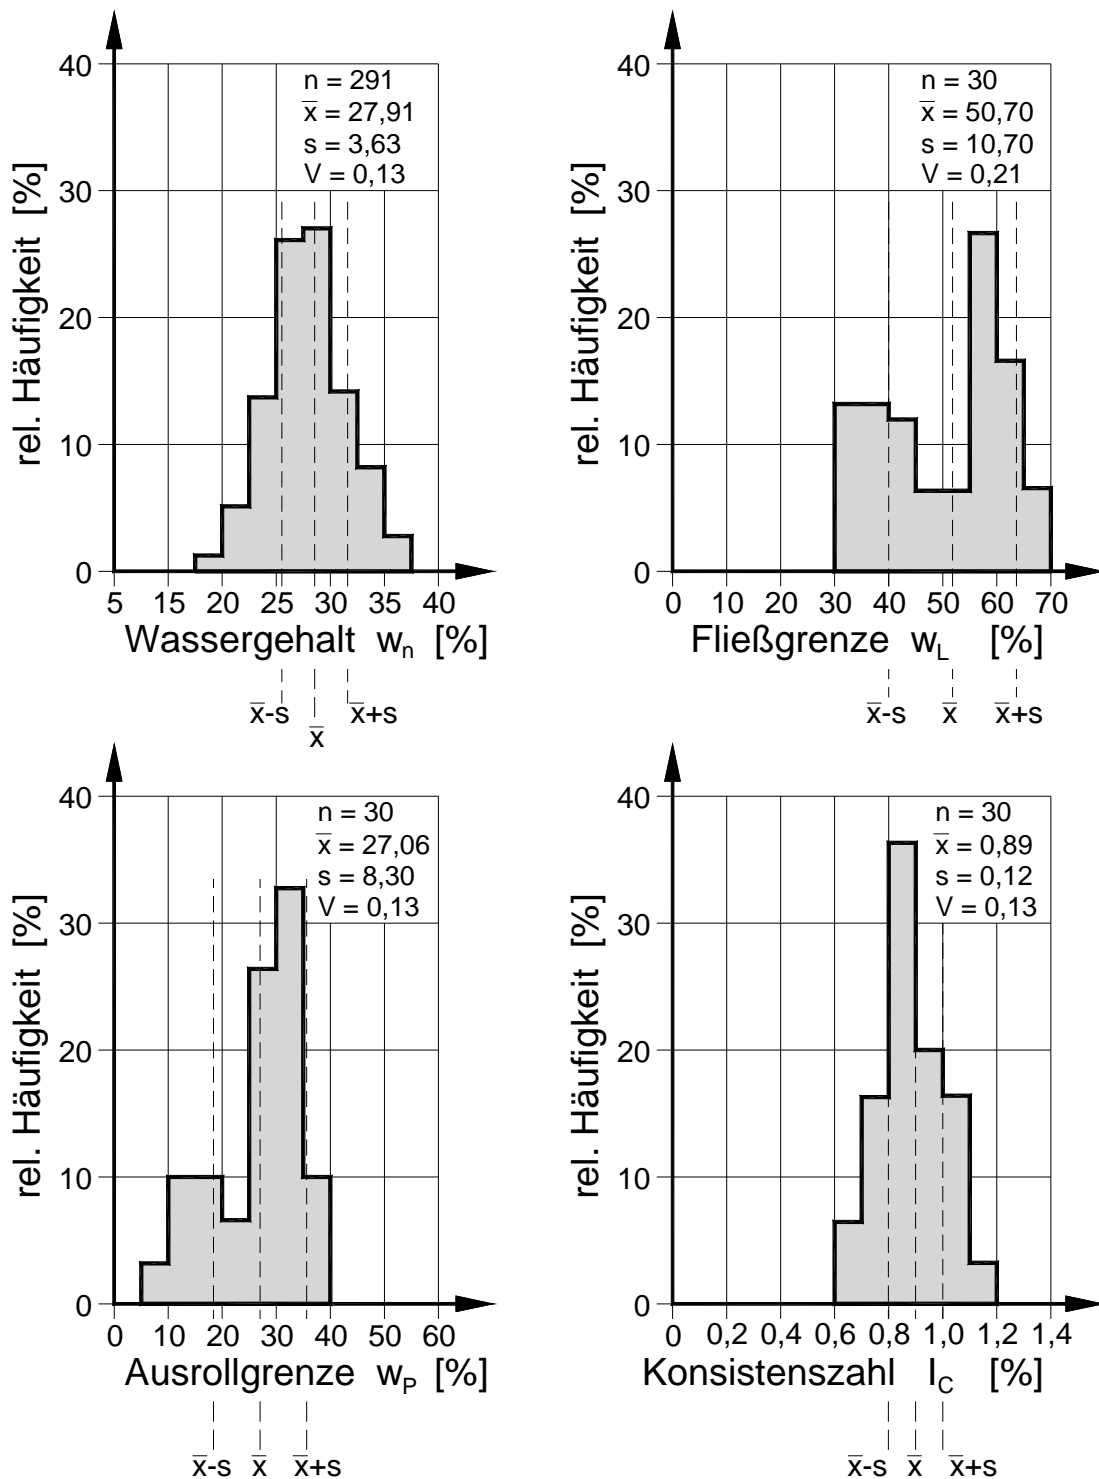 40
30
20
10
0
rel. Häufigkeit [%]
n = 291
x̅ = 27,91
s = 3,63
V = 0,13
5 10 20 25 30 35 40
Wassergehalt wₙ [%]
x̅-s x̅ x̅+s
40
30
20
10
0
rel. Häufigkeit [%]
n = 30
x̅ = 50,70
s = 10,70
V = 0,21
0 10 20 30 40 50 60 70
Fließgrenze w_L [%]
x̅-s x̅ x̅+s
40
30
20
10
0
rel. Häufigkeit [%]
n = 30
x̅ = 27,06
s = 8,30
V = 0,13
0 10 20 30 40 50 60
Ausrollgrenze w_P [%]
x̅-s x̅ x̅+s
40
30
20
10
0
rel. Häufigkeit [%]
n = 30
x̅ = 0,89
s = 0,12
V = 0,13
0 0,2 0,4 0,6 0,8 1,0 1,2 1,4
Konsistenszahl I_C [%]
x̅-s x̅ x̅+s